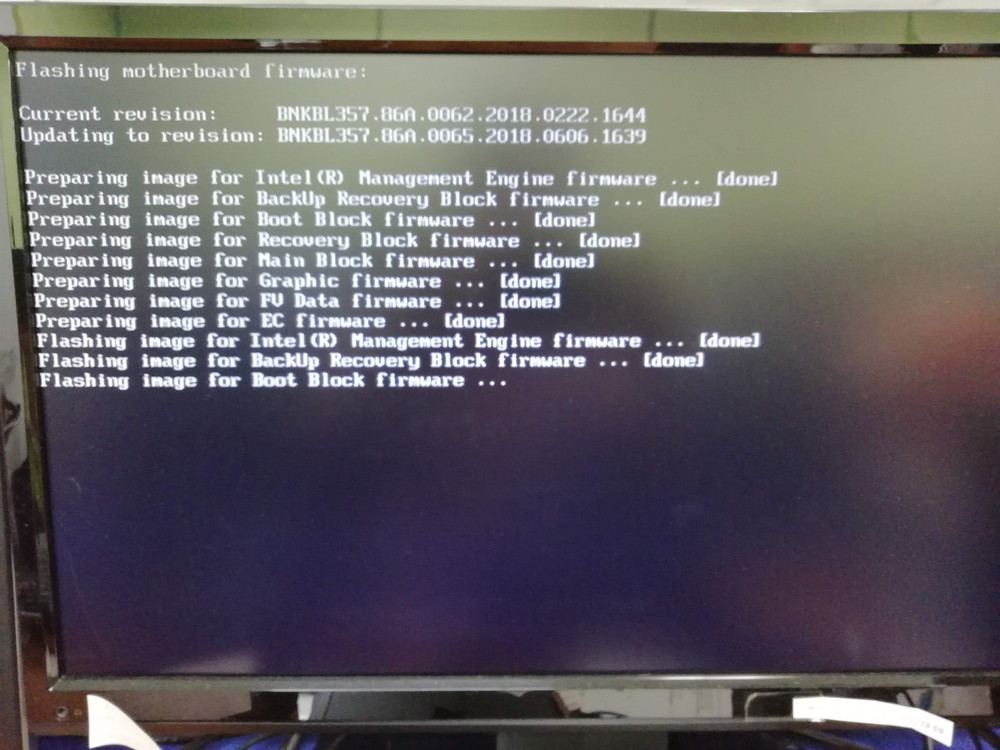 Flashing motherboard firmware:
Current revision: BNKBL357.86A.0062.2018.0222.1644
Updating to revision: BNKBL357.86A.0065.2018.0606.1639
Preparing image for Intel(R) Management Engine firmware ... [done]
Preparing image for BackUp Recovery Block firmware ... [done]
Preparing image for Boot Block firmware ... [done]
Preparing image for Recovery Block firmware ... [done]
Preparing image for Main Block firmware ... [done]
Preparing image for Graphic firmware ... [done]
Preparing image for FV Data firmware ... [done]
Preparing image for EC firmware ... [done]
Flashing image for Intel(R) Management Engine firmware ... [done]
Flashing image for BackUp Recovery Block firmware ... [done]
Flashing image for Boot Block firmware ...